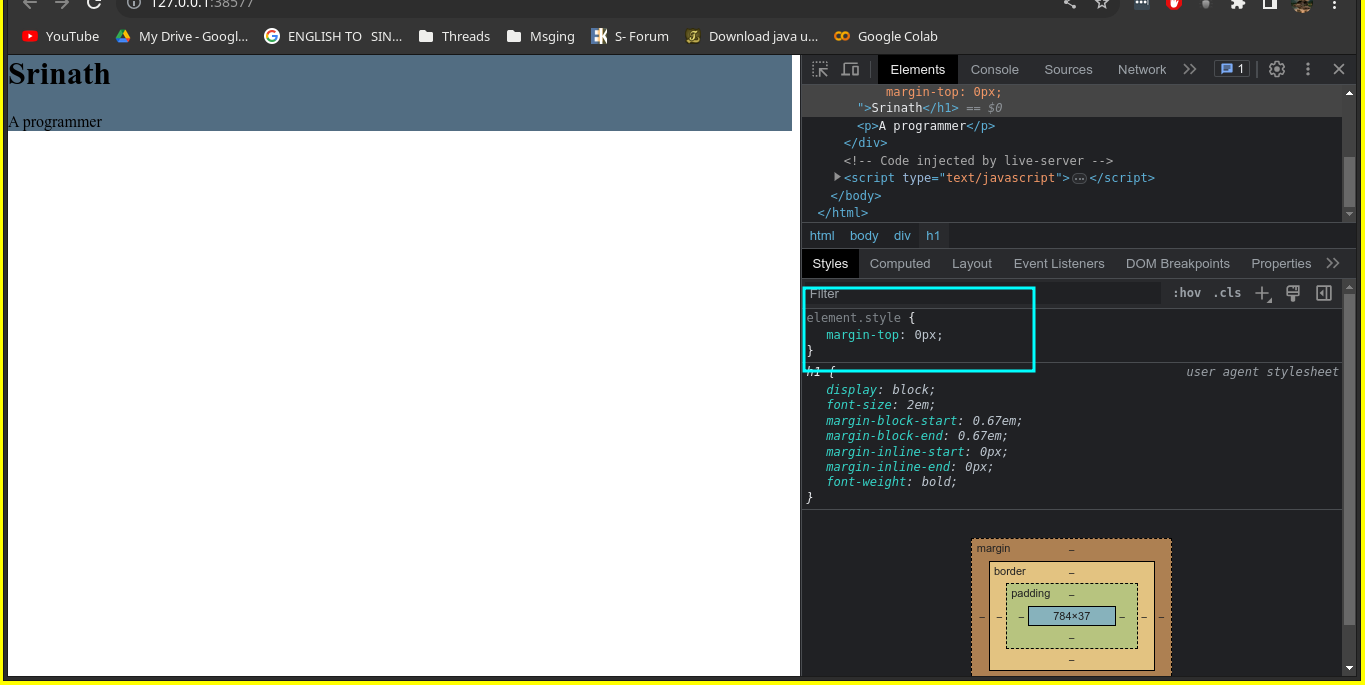 127.0.0.1:38577
YouTube My Drive - Googl... ENGLISH TO SIN... Threads Msging S- Forum Download java u... Google Colab
Srinath
A programmer
Elements Console Sources Network 1
margin-top: 0px;
">Srinath</h1> == $0
<p>A programmer</p>
</div>
<!-- Code injected by live-server -->
<script type="text/javascript">…</script>
</body>
</html>
html body div h1
Styles Computed Layout Event Listeners DOM Breakpoints Properties
Filter :hov .cls
element.style {
margin-top: 0px;
}
h1 { user agent stylesheet
display: block;
font-size: 2em;
margin-block-start: 0.67em;
margin-block-end: 0.67em;
margin-inline-start: 0px;
margin-inline-end: 0px;
font-weight: bold;
}
margin –
border –
padding –
– – – 784×37 – – –
–
–